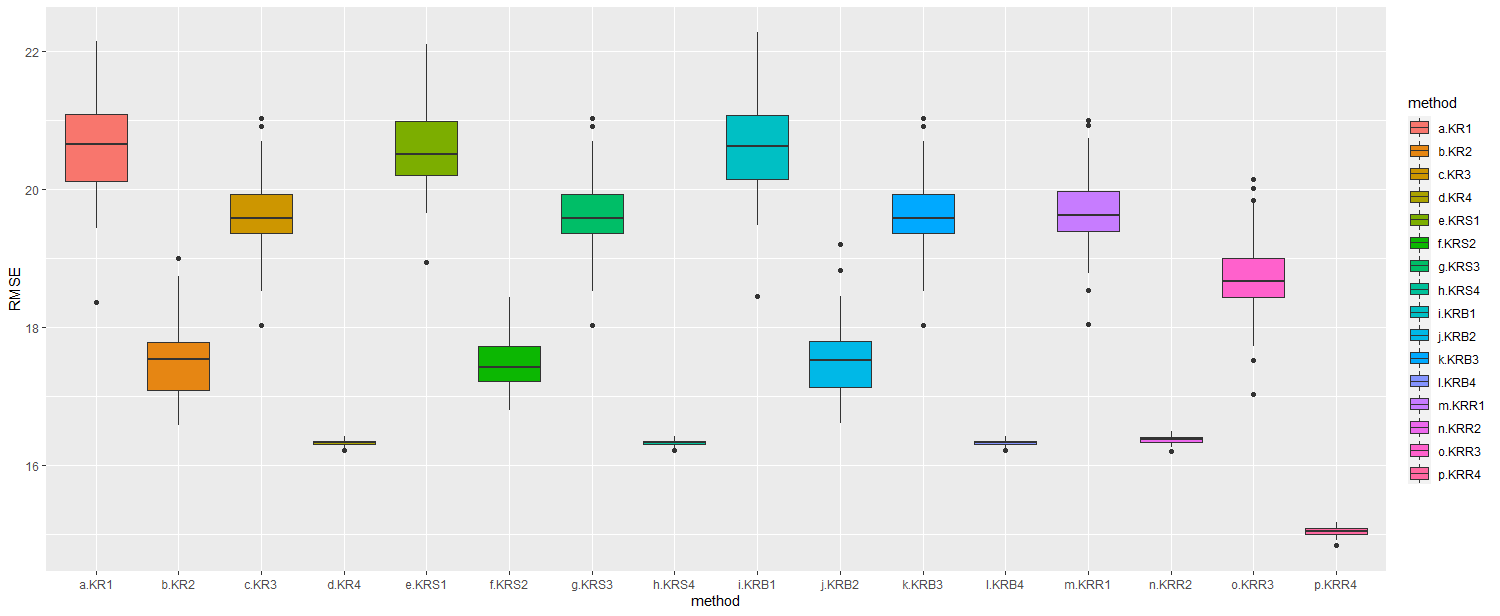 RMSE
22
20
18
16
a.KR1 b.KR2 c.KR3 d.KR4 e.KRS1 f.KRS2 g.KRS3 h.KRS4 i.KRB1 j.KRB2 k.KRB3 l.KRB4 m.KRR1 n.KRR2 o.KRR3 p.KRR4
method
method
a.KR1
b.KR2
c.KR3
d.KR4
e.KRS1
f.KRS2
g.KRS3
h.KRS4
i.KRB1
j.KRB2
k.KRB3
l.KRB4
m.KRR1
n.KRR2
o.KRR3
p.KRR4